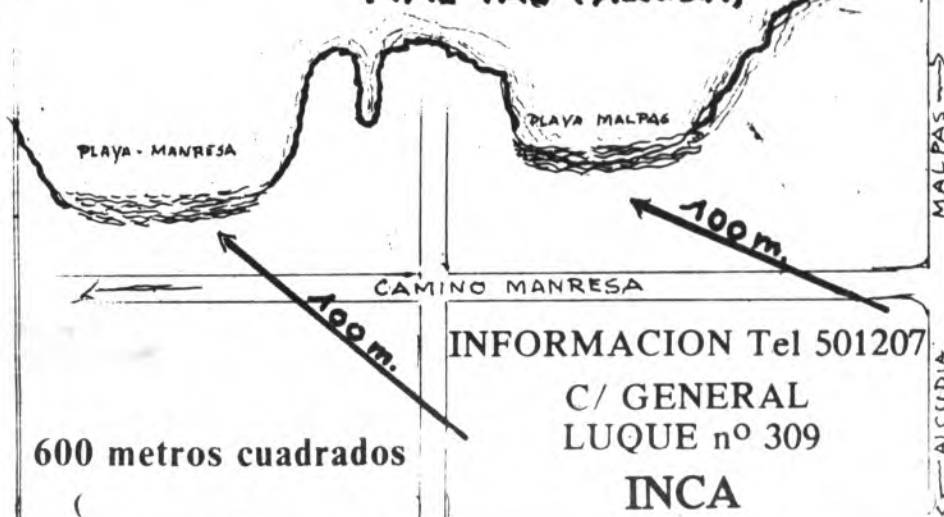 PLAYA MALPAS
PLAYA-MANRESA
MALPAS
100 m.
CAMINO MANRESA
100 m.
INFORMACION Tel 501207
C/ GENERAL
LUQUE nº 309
ALCUDIA
600 metros cuadrados
INCA